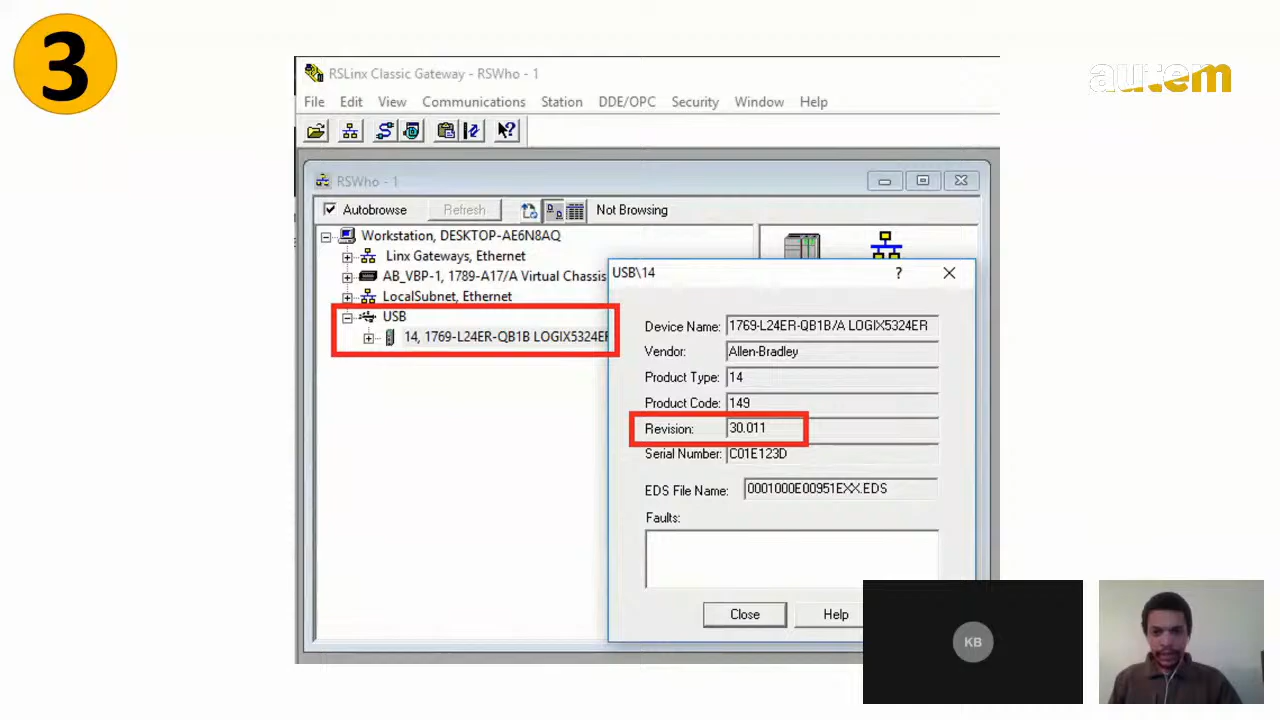 3
autem
RSLinx Classic Gateway - RSWho - 1
File Edit View Communications Station DDE/OPC Security Window Help
RSWho - 1
Autobrowse Refresh Not Browsing
Workstation, DESKTOP-AE6N8AQ
Linx Gateways, Ethernet
AB_VBP-1, 1789-A17/A Virtual Chassis
LocalSubnet, Ethernet
USB
14, 1769-L24ER-QB1B LOGIX5324ER
USB\14
Device Name: 1769-L24ER-QB1B/A LOGIX5324ER
Vendor: Allen-Bradley
Product Type: 14
Product Code: 149
Revision: 30.011
Serial Number: C01E123D
EDS File Name: 0001000E00951EXX.EDS
Faults:
Close Help
KB